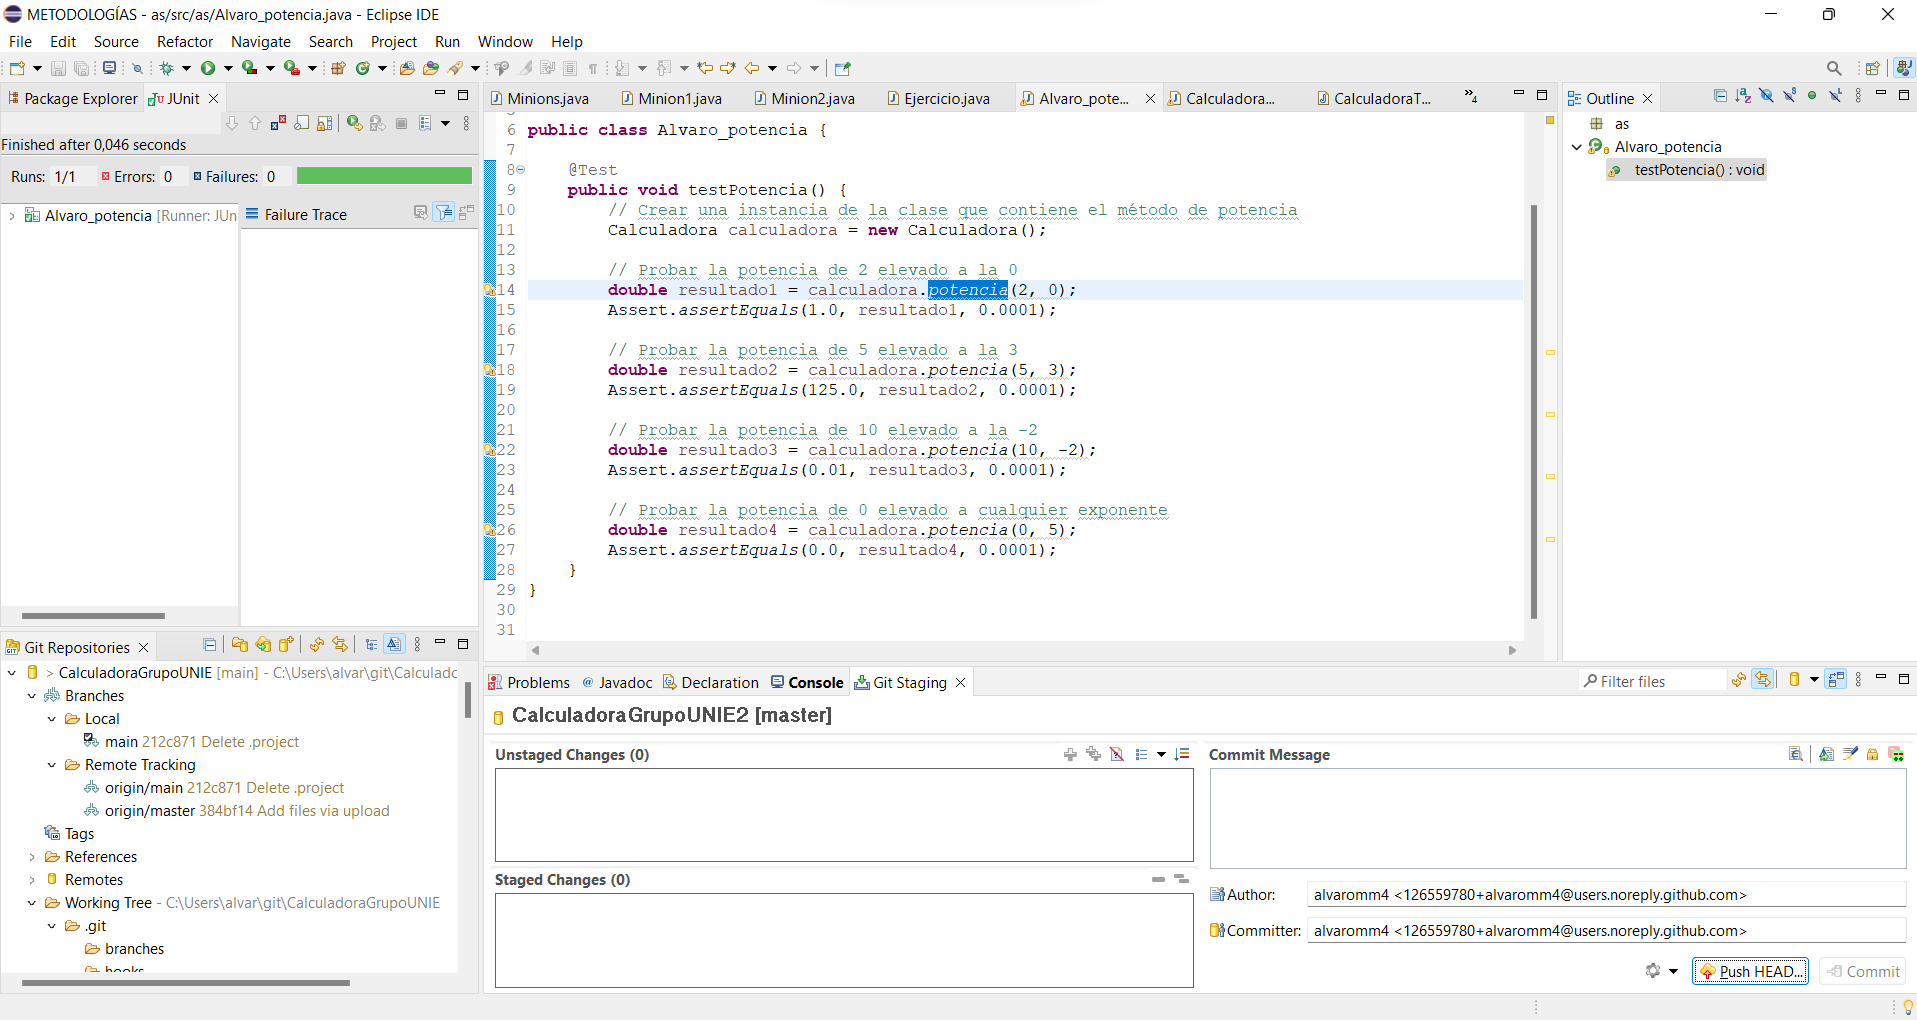 METODOLOGÍAS - as/src/as/Alvaro_potencia.java - Eclipse IDE
File Edit Source Refactor Navigate Search Project Run Window Help
Package Explorer JUnit
Finished after 0,046 seconds
Runs: 1/1 Errors: 0 Failures: 0
Alvaro_potencia [Runner: JUn
Failure Trace
Minions.java Minion1.java Minion2.java Ejercicio.java Alvaro_pote... Calculadora... CalculadoraT... »4
6 public class Alvaro_potencia {
7
8 @Test
9 public void testPotencia() {
10 // Crear una instancia de la clase que contiene el método de potencia
11 Calculadora calculadora = new Calculadora();
12
13 // Probar la potencia de 2 elevado a la 0
14 double resultado1 = calculadora.potencia(2, 0);
15 Assert.assertEquals(1.0, resultado1, 0.0001);
16
17 // Probar la potencia de 5 elevado a la 3
18 double resultado2 = calculadora.potencia(5, 3);
19 Assert.assertEquals(125.0, resultado2, 0.0001);
20
21 // Probar la potencia de 10 elevado a la -2
22 double resultado3 = calculadora.potencia(10, -2);
23 Assert.assertEquals(0.01, resultado3, 0.0001);
24
25 // Probar la potencia de 0 elevado a cualquier exponente
26 double resultado4 = calculadora.potencia(0, 5);
27 Assert.assertEquals(0.0, resultado4, 0.0001);
28 }
29 }
30
31
Outline
as
Alvaro_potencia
testPotencia() : void
Git Repositories
> CalculadoraGrupoUNIE [main] - C:\Users\alvar\git\Calculadc
Branches
Local
main 212c871 Delete .project
Remote Tracking
origin/main 212c871 Delete .project
origin/master 384bf14 Add files via upload
Tags
References
Remotes
Working Tree - C:\Users\alvar\git\CalculadoraGrupoUNIE
.git
branches
hooks
Problems Javadoc Declaration Console Git Staging
Filter files
CalculadoraGrupoUNIE2 [master]
Unstaged Changes (0)
Staged Changes (0)
Commit Message
Author: alvaromm4 <126559780+alvaromm4@users.noreply.github.com>
Committer: alvaromm4 <126559780+alvaromm4@users.noreply.github.com>
Push HEAD... Commit